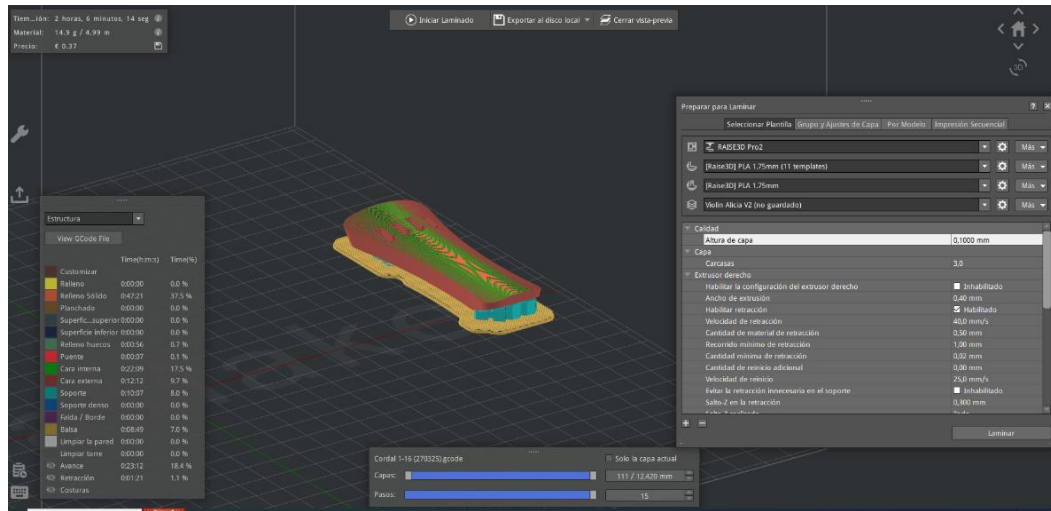 Tiem...ión: 2 horas, 6 minutos, 14 seg
Material: 14.9 g / 4.99 m
Precio: € 0.37
Iniciar Laminado
Exportar al disco local
Cerrar vista-previa
3D
Preparar para Laminar
Seleccionar Plantilla Grupo y Ajustes de Capa Por Modelo Impresión Secuencial
RAISE3D Pro2 Más
[Raise3D] PLA 1.75mm (11 templates) Más
[Raise3D] PLA 1.75mm Más
Violin Alicia V2 (no guardado) Más
Calidad
Altura de capa 0,1000 mm
Capa
Carcasas 3,0
Extrusor derecho
Habilitar la configuración del extrusor derecho Inhabilitado
Ancho de extrusión 0,40 mm
Habilitar retracción Habilitado
Velocidad de retracción 40,0 mm/s
Cantidad de material de retracción 0,50 mm
Recorrido mínimo de retracción 1,00 mm
Cantidad mínima de retracción 0,02 mm
Cantidad de reinicio adicional 0,00 mm
Velocidad de reinicio 25,0 mm/s
Evitar la retracción innecesaria en el soporte Inhabilitado
Salto-Z en la retracción 0,300 mm
Laminar
Estructura
View GCode File
Time(h:m:s) Time(%)
Customizar
Relleno 0:00:00 0.0 %
Relleno Sólido 0:47:21 37.5 %
Planchado 0:00:00 0.0 %
Superfic...superior 0:00:00 0.0 %
Superficie inferior 0:00:00 0.0 %
Relleno huecos 0:00:56 0.7 %
Puente 0:00:07 0.1 %
Cara interna 0:22:09 17.5 %
Cara externa 0:12:12 9.7 %
Soporte 0:10:07 8.0 %
Soporte denso 0:00:00 0.0 %
Falda / Borde 0:00:00 0.0 %
Balsa 0:08:49 7.0 %
Limpiar la pared 0:00:00 0.0 %
Limpiar torre 0:00:00 0.0 %
Avance 0:23:12 18.4 %
Retracción 0:01:21 1.1 %
Costuras
Cordal 1-16 (270325).gcode Solo la capa actual
Capas: 111 / 12.420 mm
Pasos: 15